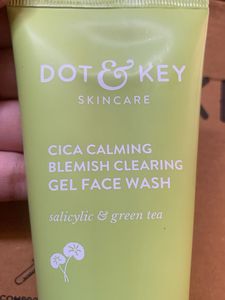 DOT & KEY
SKINCARE
CICA CALMING
BLEMISH CLEARING
GEL FACE WASH
salicylic & green tea